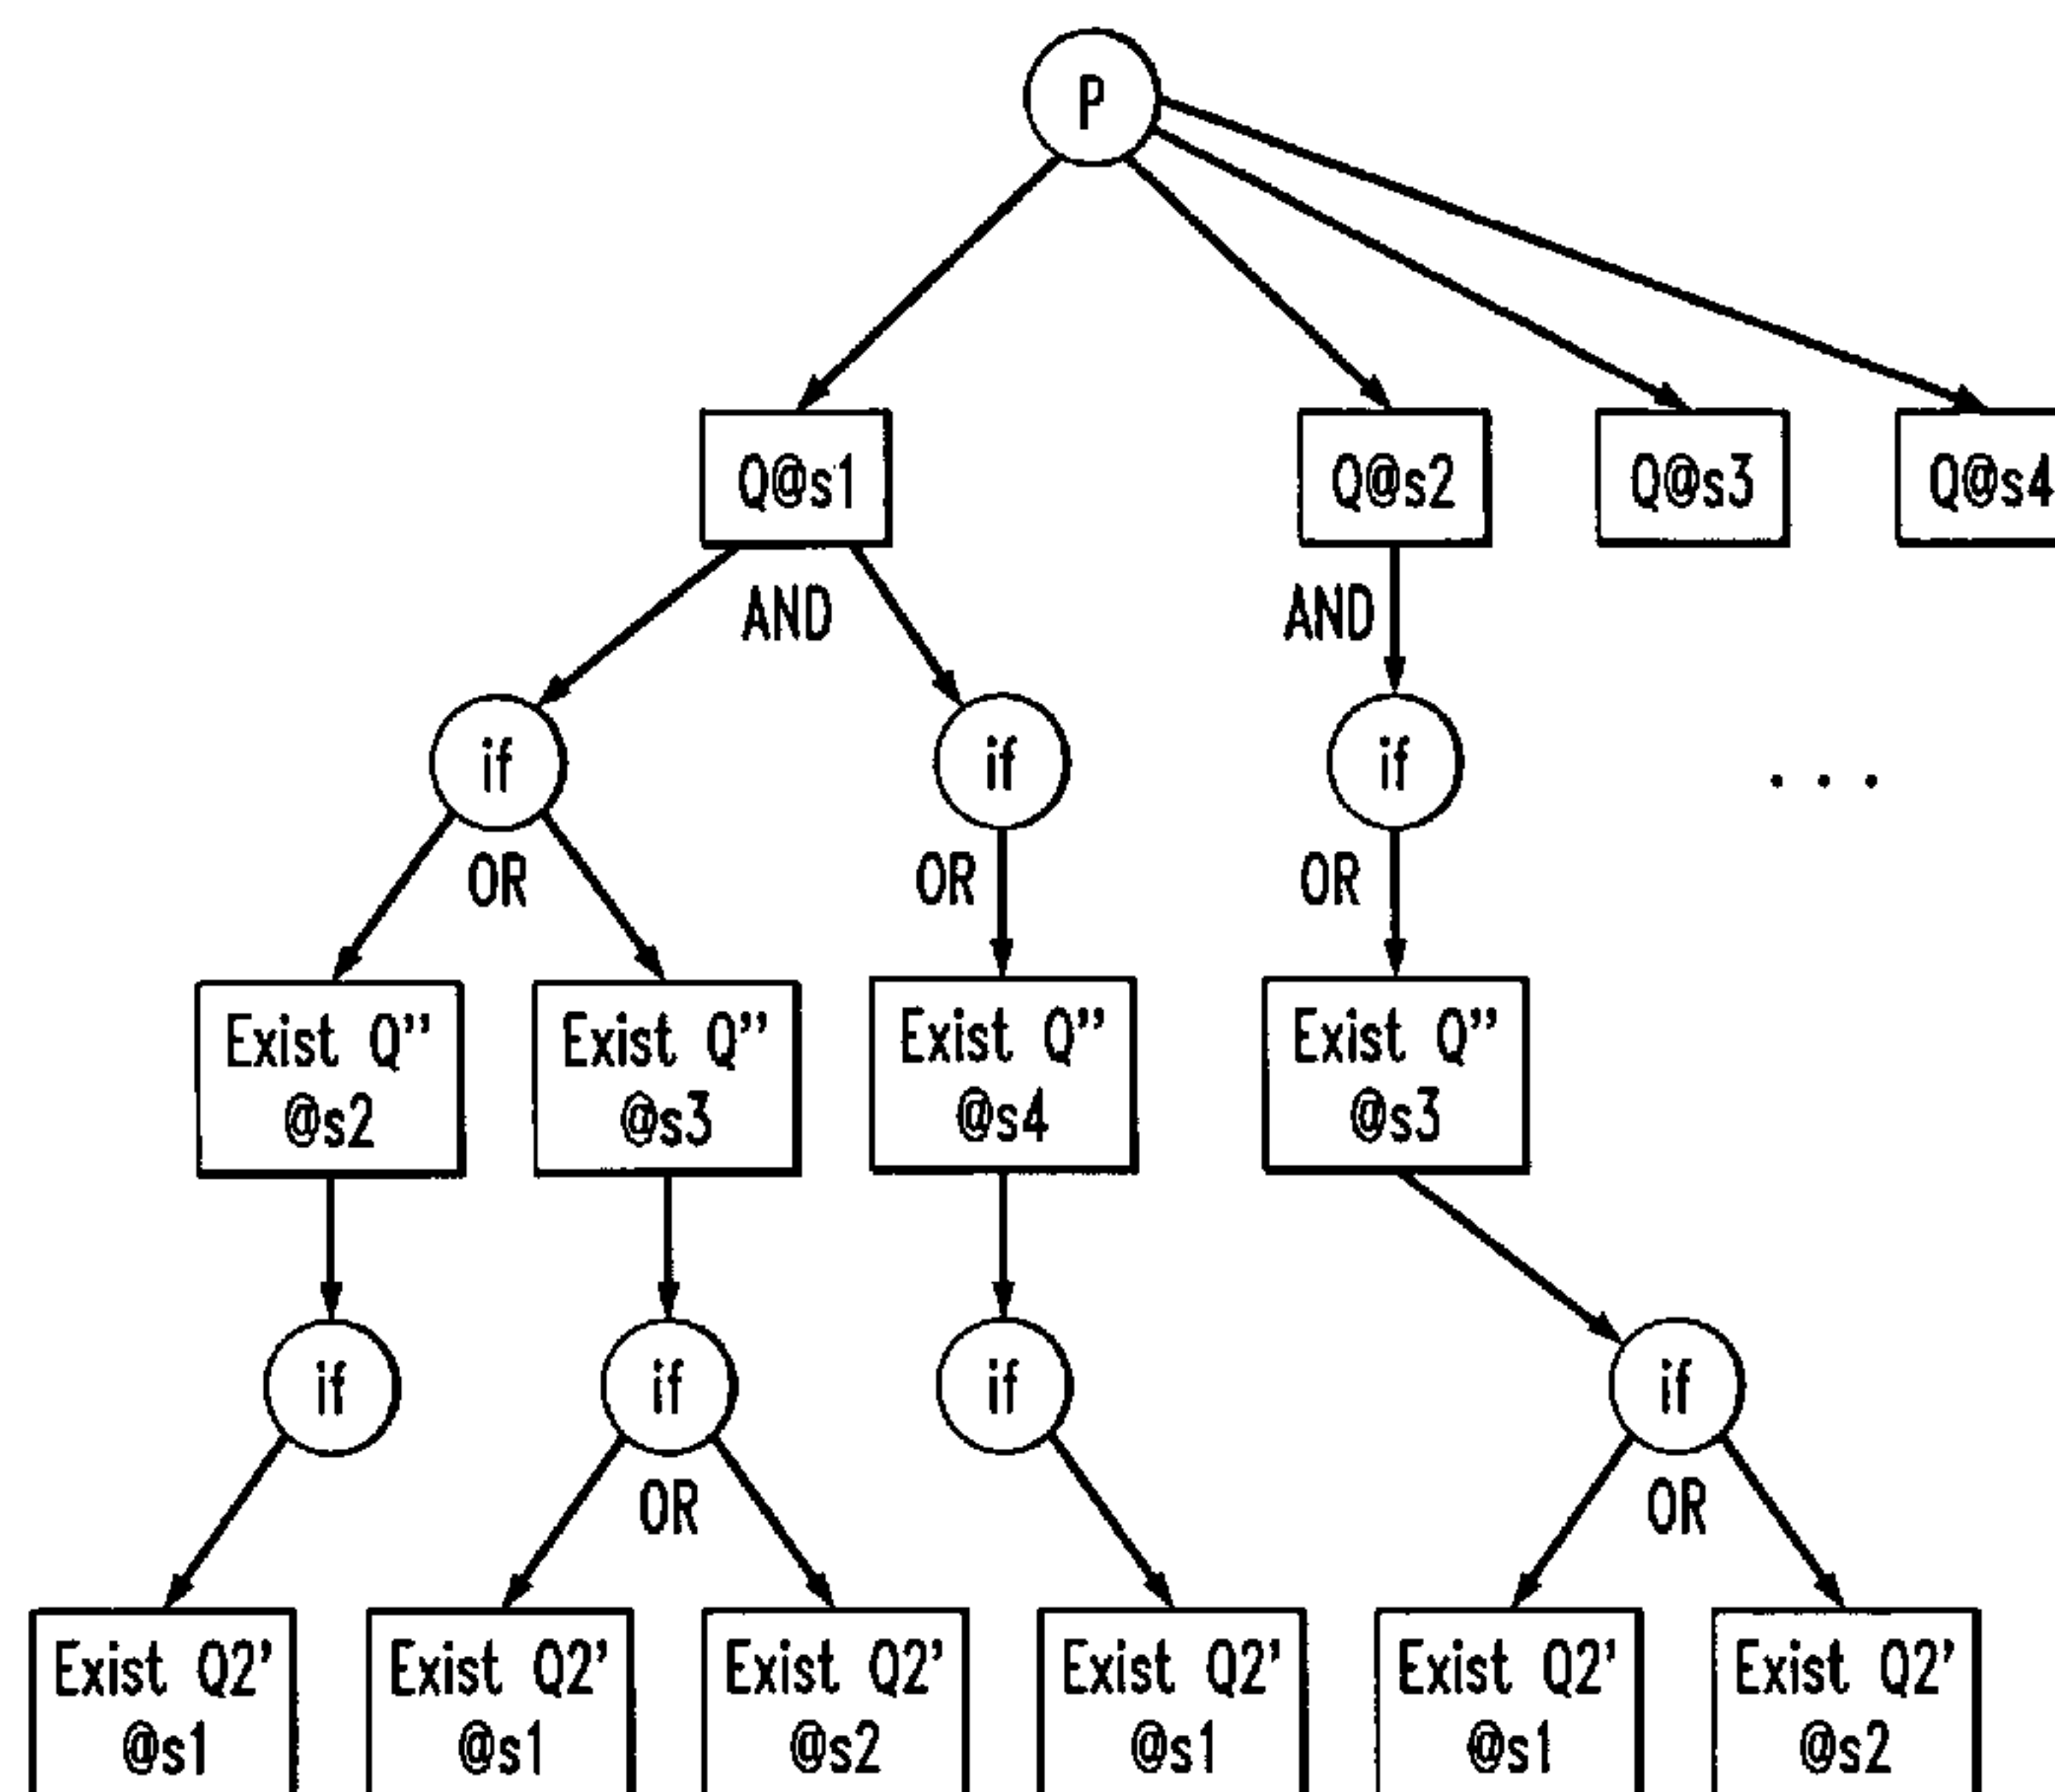 P
Q@s1
Q@s2
Q@s3
Q@s4
AND
AND
if
if
if
. . .
OR
OR
OR
Exist Q”
@s2
Exist Q”
@s3
Exist Q”
@s4
Exist Q”
@s3
if
if
if
if
OR
OR
Exist Q2’
@s1
Exist Q2’
@s1
Exist Q2’
@s2
Exist Q2’
@s1
Exist Q2’
@s1
Exist Q2’
@s2